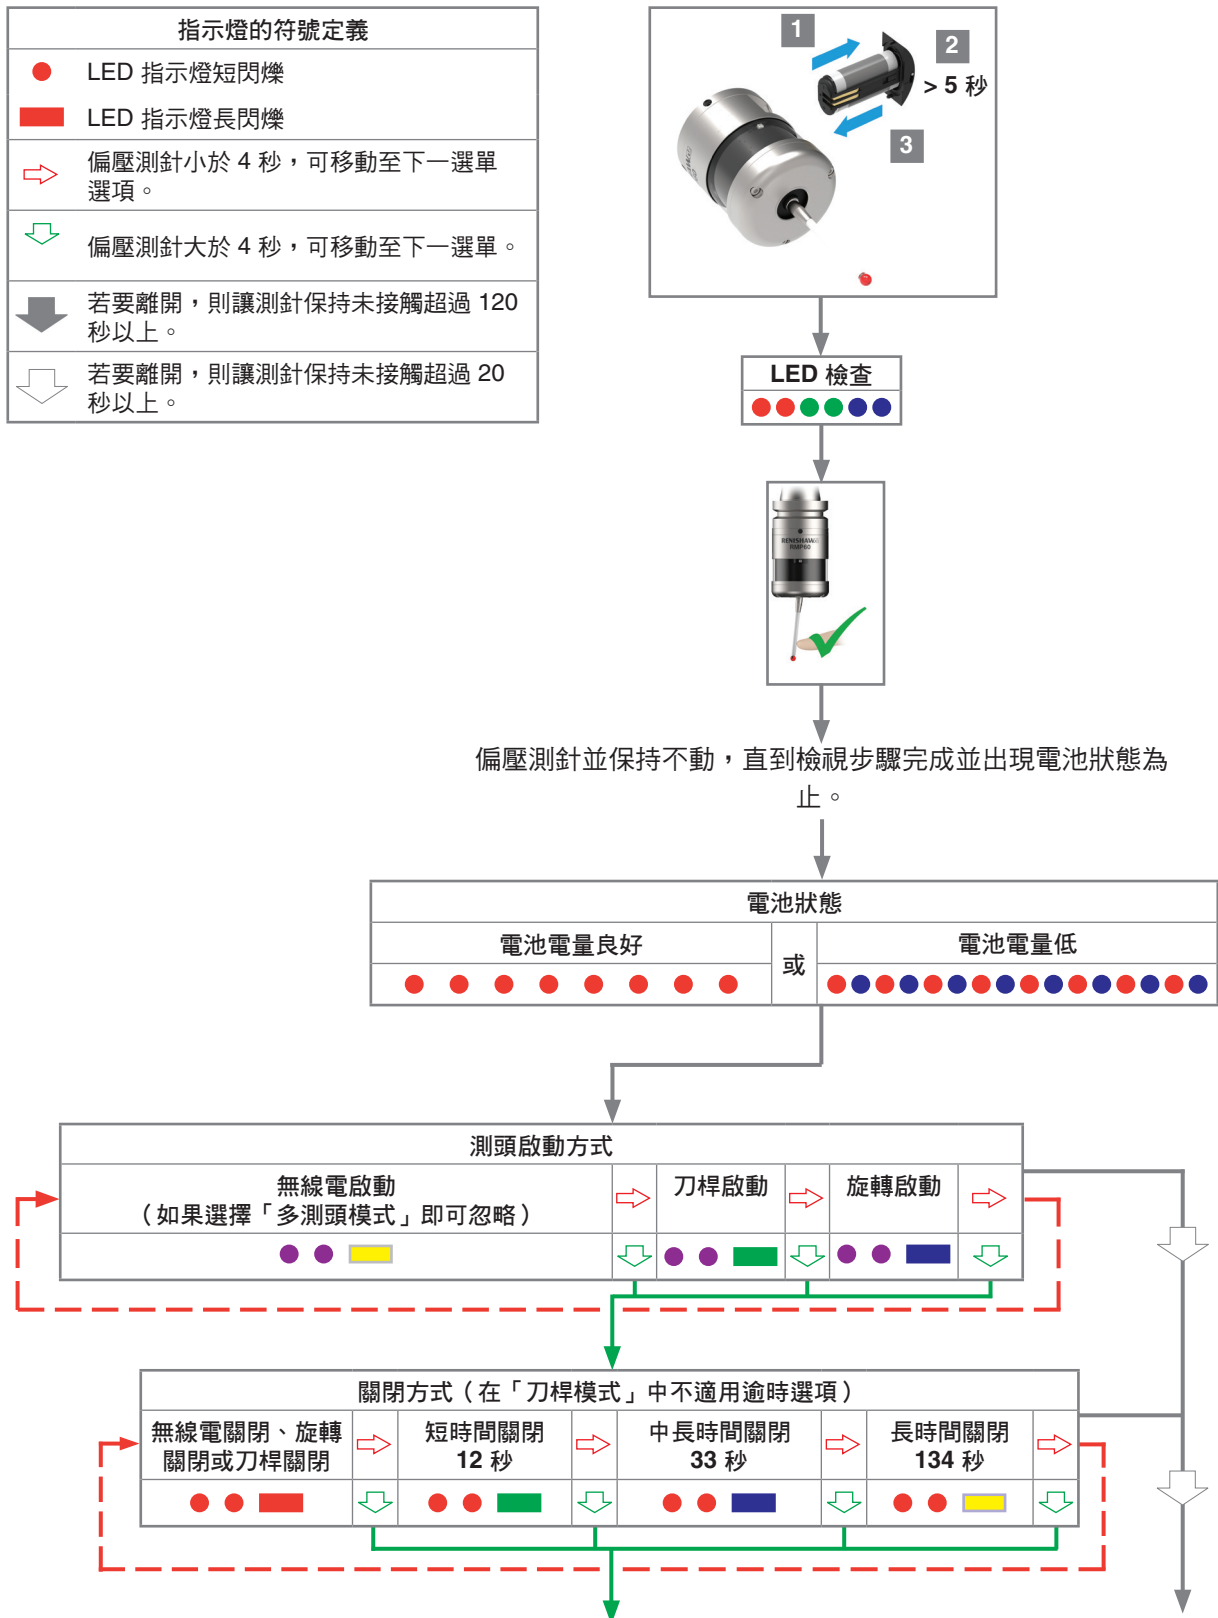 指示燈的符號定義
LED 指示燈短閃爍
LED 指示燈長閃爍
偏壓測針小於 4 秒，可移動至下一選單
選項。
偏壓測針大於 4 秒，可移動至下一選單。
若要離開，則讓測針保持未接觸超過 120
秒以上。
若要離開，則讓測針保持未接觸超過 20
秒以上。
1
2
> 5 秒
3
LED 檢查
RENISHAW
RMP60
偏壓測針並保持不動，直到檢視步驟完成並出現電池狀態為
止。
電池狀態
電池電量良好
或
電池電量低
測頭啟動方式
無線電啟動
（如果選擇「多測頭模式」即可忽略）
刀桿啟動
旋轉啟動
關閉方式（在「刀桿模式」中不適用逾時選項）
無線電關閉、旋轉
關閉或刀桿關閉
短時間關閉
12 秒
中長時間關閉
33 秒
長時間關閉
134 秒